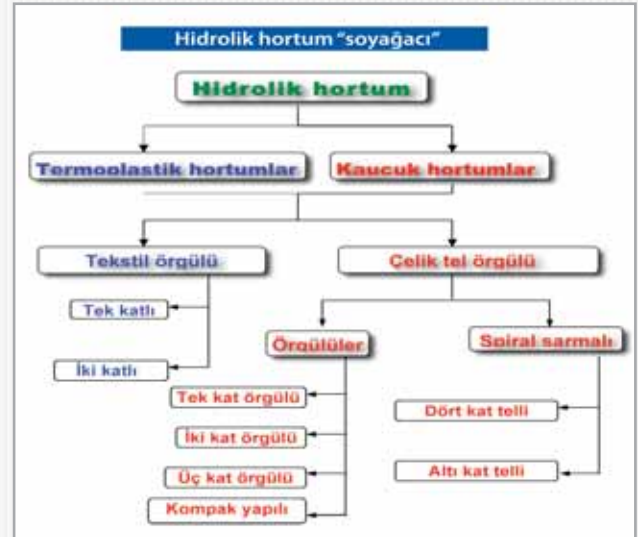 Hidrolik hortum “soyağacı”
Hidrolik hortum
Termoplastik hortumlar
Kaucuk hortumlar
Tekstil örgülü
Çelik tel örgülü
Tek katlı
İki katlı
Örgülüler
Spiral sarmalı
Tek kat örgülü
İki kat örgülü
Üç kat örgülü
Kompak yapılı
Dört kat telli
Altı kat telli